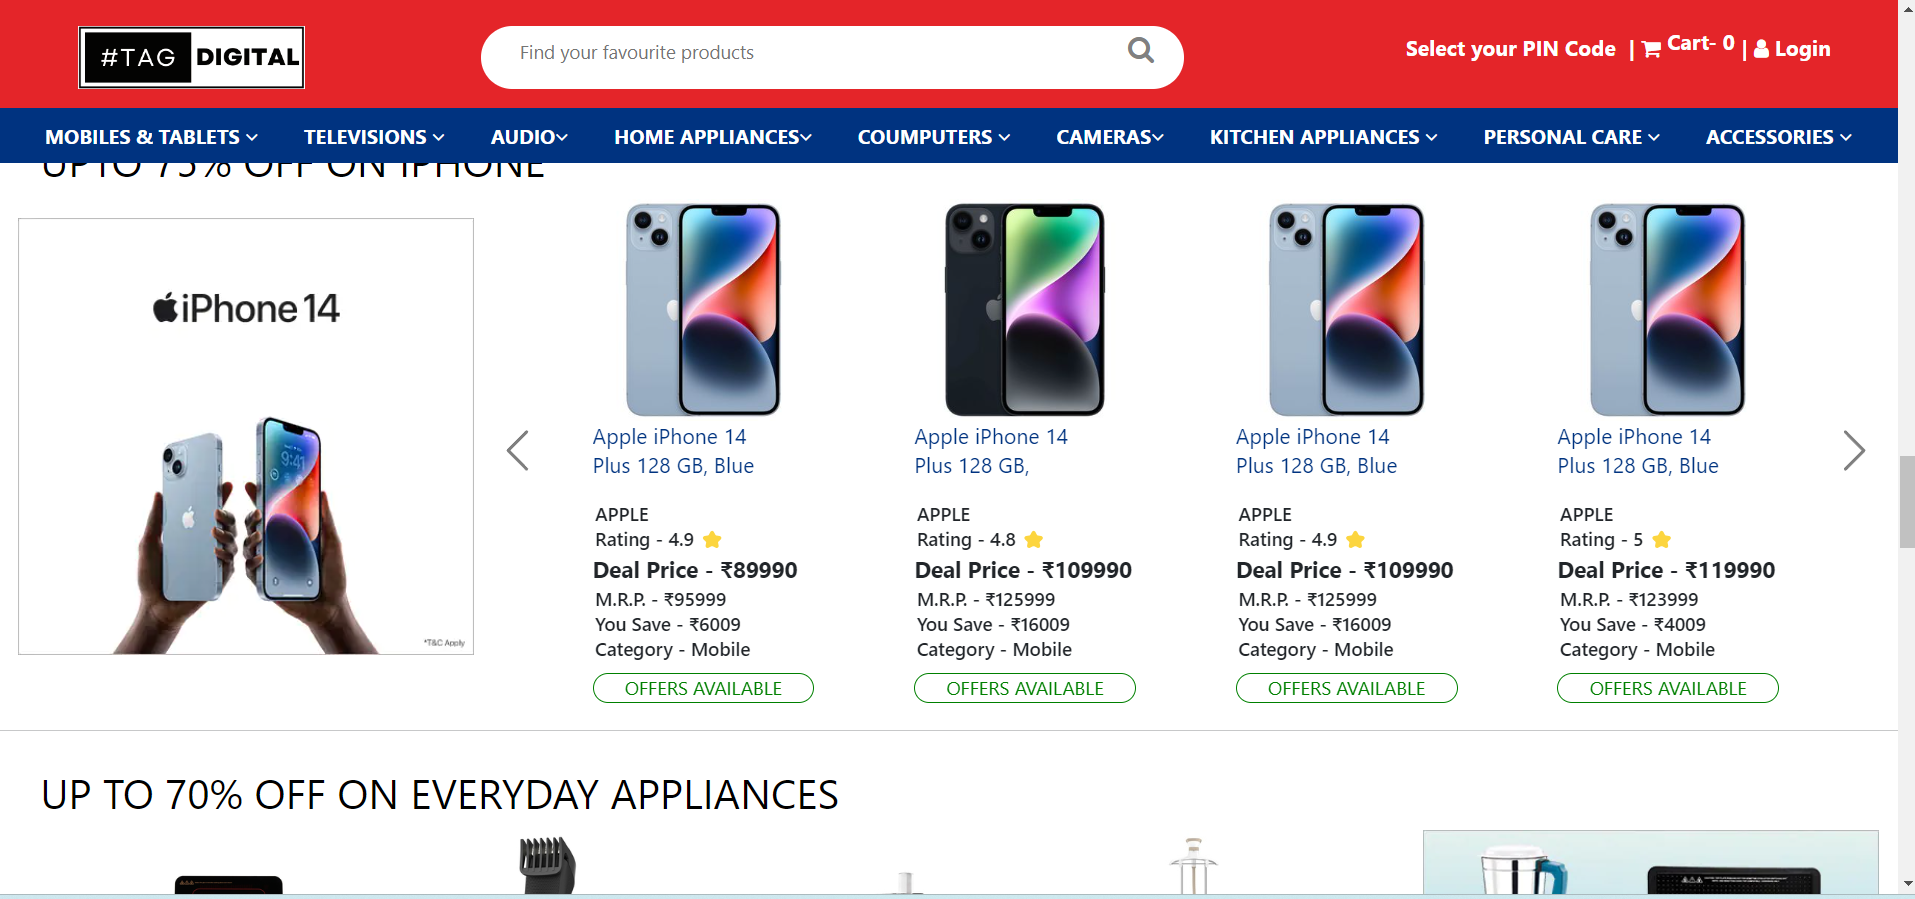 #TAG DIGITAL
Find your favourite products
Select your PIN Code | Cart- 0 | Login
MOBILES & TABLETS TELEVISIONS AUDIO HOME APPLIANCES COUMPUTERS CAMERAS KITCHEN APPLIANCES PERSONAL CARE ACCESSORIES
UPTO 75% OFF ON IPHONE
iPhone 14
9:41
*T&C Apply
Apple iPhone 14
Plus 128 GB, Blue
APPLE
Rating - 4.9
Deal Price - ₹89990
M.R.P. - ₹95999
You Save - ₹6009
Category - Mobile
OFFERS AVAILABLE
Apple iPhone 14
Plus 128 GB,
APPLE
Rating - 4.8
Deal Price - ₹109990
M.R.P. - ₹125999
You Save - ₹16009
Category - Mobile
OFFERS AVAILABLE
Apple iPhone 14
Plus 128 GB, Blue
APPLE
Rating - 4.9
Deal Price - ₹109990
M.R.P. - ₹125999
You Save - ₹16009
Category - Mobile
OFFERS AVAILABLE
Apple iPhone 14
Plus 128 GB, Blue
APPLE
Rating - 5
Deal Price - ₹119990
M.R.P. - ₹123999
You Save - ₹4009
Category - Mobile
OFFERS AVAILABLE
UP TO 70% OFF ON EVERYDAY APPLIANCES